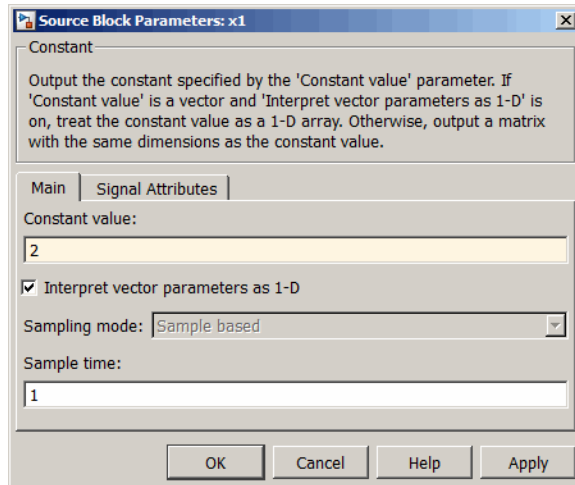 Source Block Parameters: x1
Constant
Output the constant specified by the 'Constant value' parameter. If
'Constant value' is a vector and 'Interpret vector parameters as 1-D' is
on, treat the constant value as a 1-D array. Otherwise, output a matrix
with the same dimensions as the constant value.
Main Signal Attributes
Constant value:
2
Interpret vector parameters as 1-D
Sampling mode: Sample based
Sample time:
1
OK Cancel Help Apply